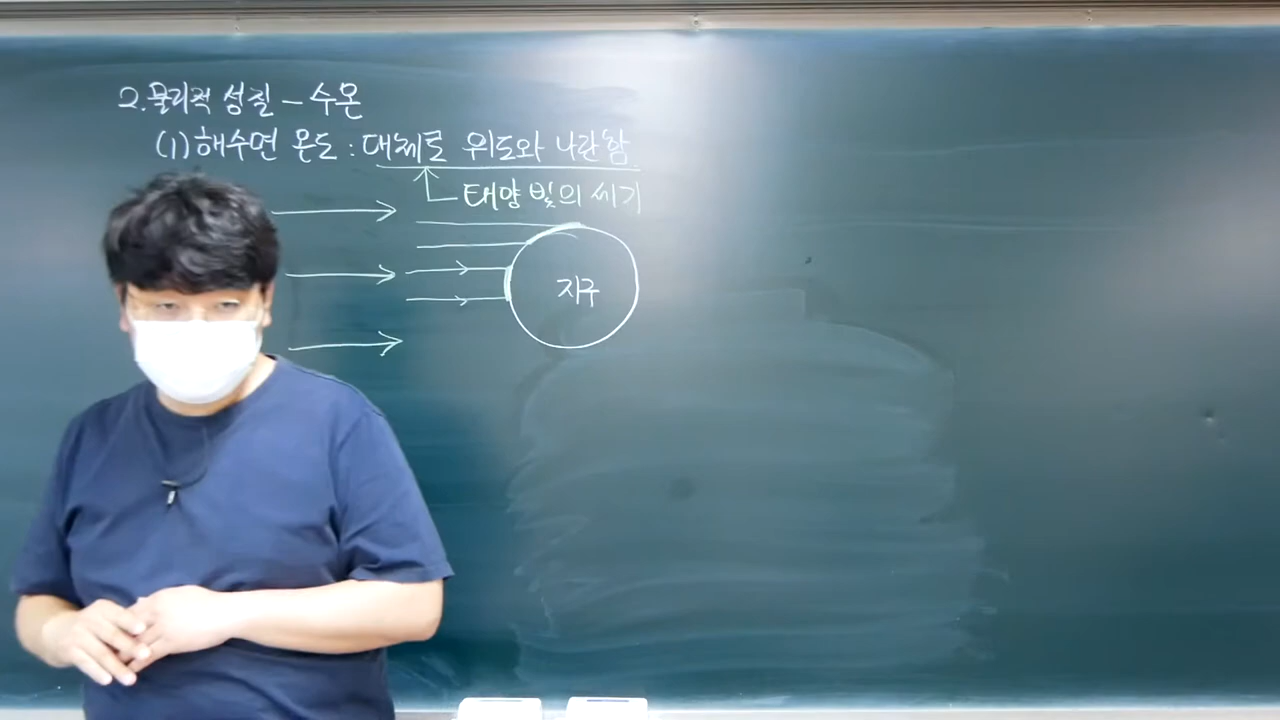 2. 물리적 성질 - 수온
(1) 해수면 온도 : 대체로 위도와 나란함.
태양 빛의 세기
지구